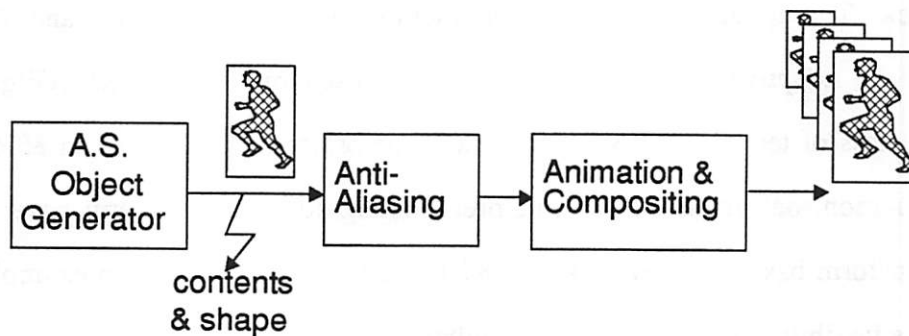 A.S.
Object
Generator
Anti-
Aliasing
Animation &
Compositing
contents
& shape